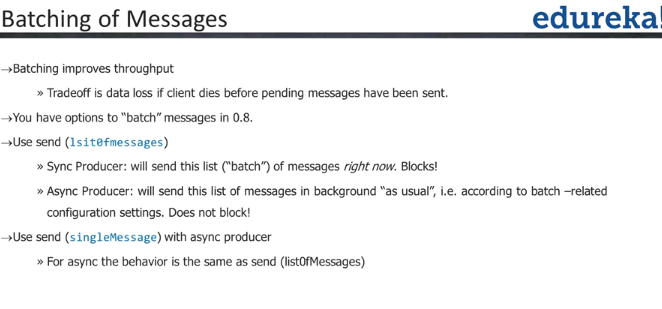 Batching of Messages
edureka!
→Batching improves throughput
» Tradeoff is data loss if client dies before pending messages have been sent.
→You have options to “batch” messages in 0.8.
→Use send (lsit0fmessages)
» Sync Producer: will send this list (“batch”) of messages right now. Blocks!
» Async Producer: will send this list of messages in background “as usual”, i.e. according to batch –related
configuration settings. Does not block!
→Use send (singleMessage) with async producer
» For async the behavior is the same as send (list0fMessages)